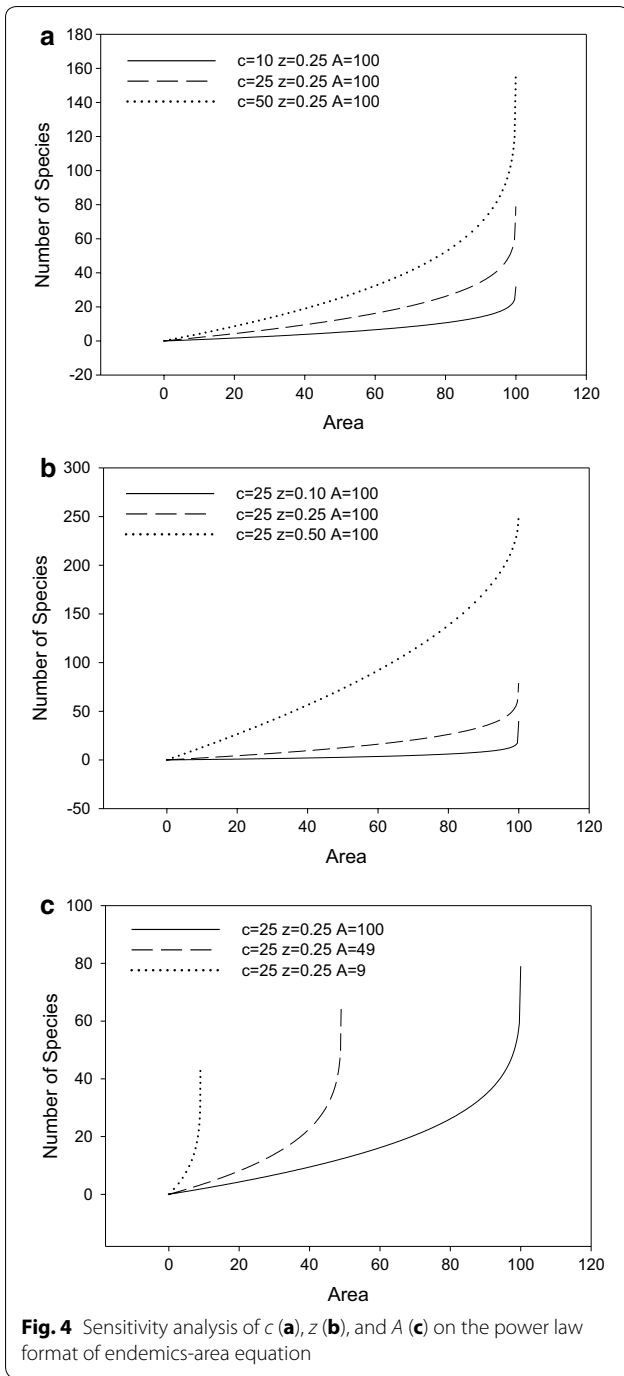 a
180
160
140
120
100
80
60
40
20
0
-20
c=10 z=0.25 A=100
c=25 z=0.25 A=100
c=50 z=0.25 A=100
Number of Species
0 20 40 60 80 100 120
Area
b
300
250
200
150
100
50
0
-50
c=25 z=0.10 A=100
c=25 z=0.25 A=100
c=25 z=0.50 A=100
Number of Species
0 20 40 60 80 100 120
Area
c
100
80
60
40
20
0
c=25 z=0.25 A=100
c=25 z=0.25 A=49
c=25 z=0.25 A=9
Number of Species
0 20 40 60 80 100 120
Area
Fig. 4 Sensitivity analysis of c (a), z (b), and A (c) on the power law
format of endemics-area equation